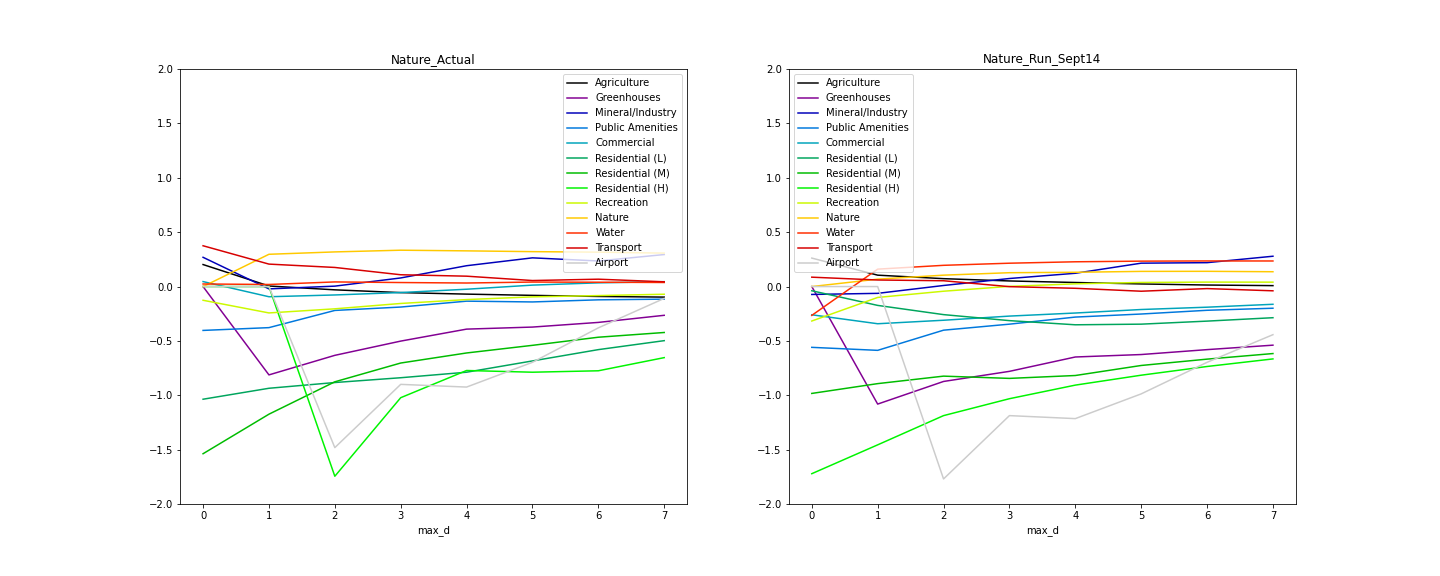 Nature_Actual
2.0
1.5
1.0
0.5
0.0
−0.5
−1.0
−1.5
−2.0
Agriculture
Greenhouses
Mineral/Industry
Public Amenities
Commercial
Residential (L)
Residential (M)
Residential (H)
Recreation
Nature
Water
Transport
Airport
0 1 2 3 4 5 6 7
max_d
Nature_Run_Sept14
2.0
1.5
1.0
0.5
0.0
−0.5
−1.0
−1.5
−2.0
Agriculture
Greenhouses
Mineral/Industry
Public Amenities
Commercial
Residential (L)
Residential (M)
Residential (H)
Recreation
Nature
Water
Transport
Airport
0 1 2 3 4 5 6 7
max_d